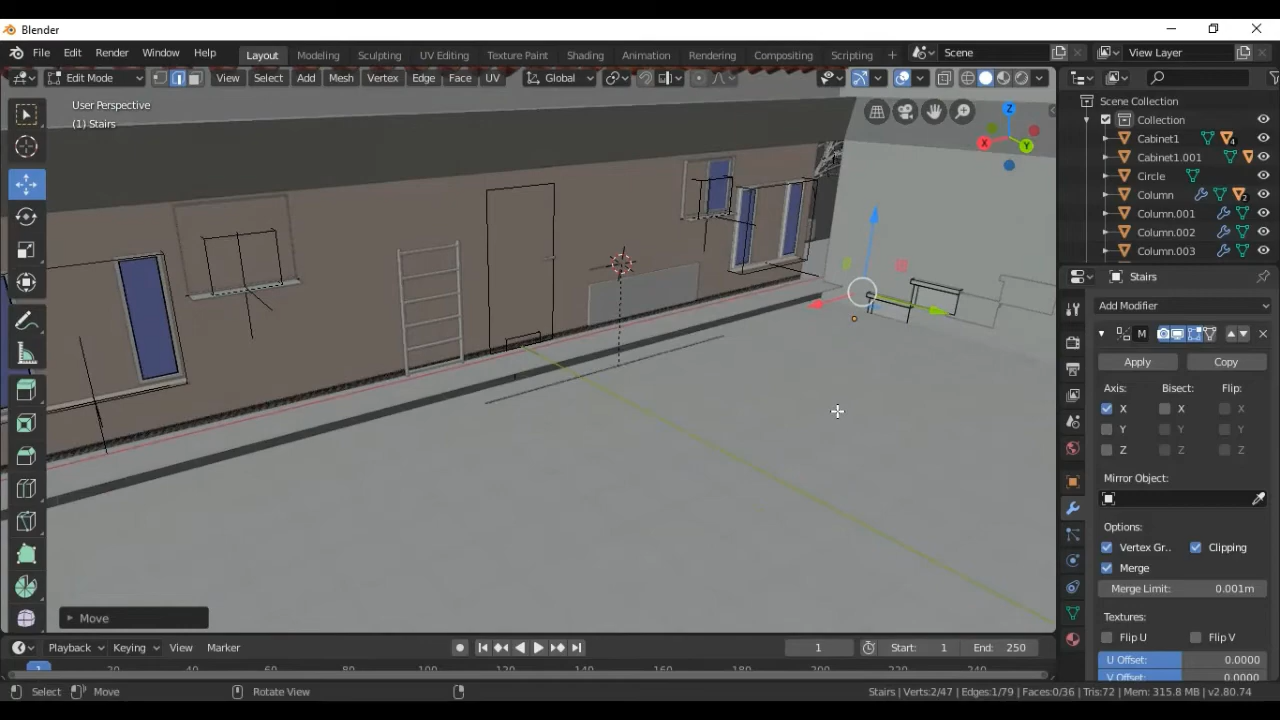 Blender
File Edit Render Window Help Layout Modeling Sculpting UV Editing Texture Paint Shading Animation Rendering Compositing Scripting + Scene View Layer
Edit Mode View Select Add Mesh Vertex Edge Face UV Global
User Perspective
(1) Stairs
Z
X
Y
Scene Collection
Collection
Cabinet1
4
Cabinet1.001
Circle
Column
2
Column.001
Column.002
Column.003
Stairs
Add Modifier
M
Apply Copy
Axis: Bisect: Flip:
X X X
Y Y Y
Z Z Z
Mirror Object:
Options:
Vertex Gr.. Clipping
Merge
Merge Limit: 0.001m
Textures:
Flip U Flip V
U Offset: 0.0000
V Offset: 0.0000
Move
Playback Keying View Marker 1 Start: 1 End: 250
1 20 40 60 80 100 120 140 160 180 200 220 240
Select Move Rotate View Stairs | Verts:2/47 | Edges:1/79 | Faces:0/36 | Tris:72 | Mem: 315.8 MB | v2.80.74